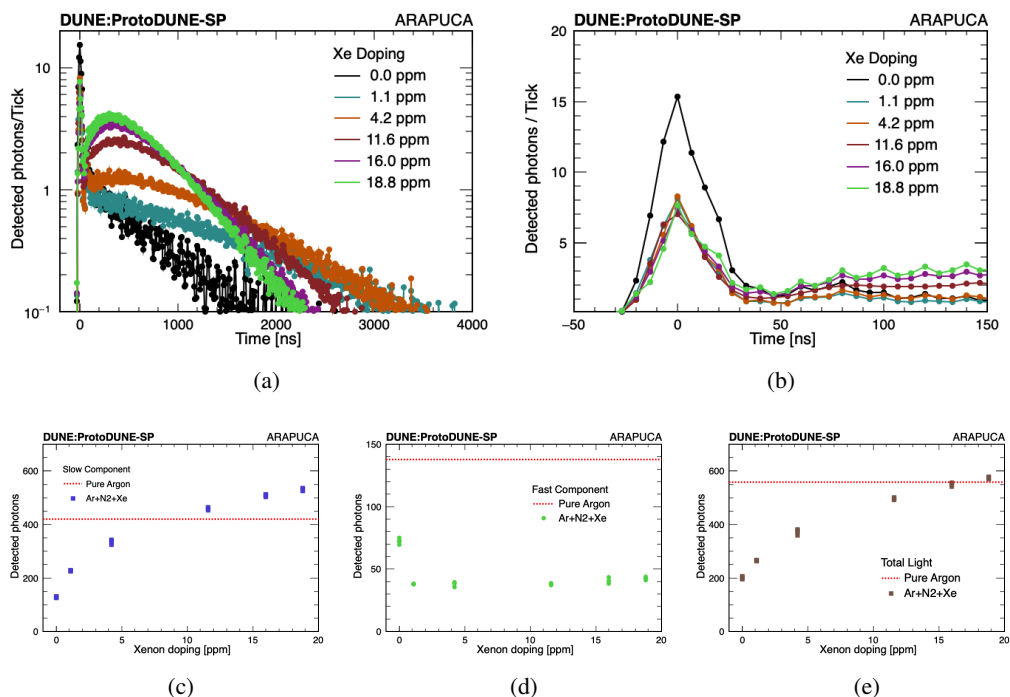 DUNE:ProtoDUNE-SP ARAPUCA
Detected photons/Tick
10
1
10⁻¹
Xe Doping
0.0 ppm
1.1 ppm
4.2 ppm
11.6 ppm
16.0 ppm
18.8 ppm
0 1000 2000 3000 4000
Time [ns]
(a)
DUNE:ProtoDUNE-SP ARAPUCA
Detected photons / Tick
20
15
10
5
Xe Doping
0.0 ppm
1.1 ppm
4.2 ppm
11.6 ppm
16.0 ppm
18.8 ppm
−50 0 50 100 150
Time [ns]
(b)
DUNE:ProtoDUNE-SP ARAPUCA
Detected photons
600
400
200
0
Slow Component
Pure Argon
Ar+N2+Xe
0 5 10 15 20
Xenon doping [ppm]
(c)
DUNE:ProtoDUNE-SP ARAPUCA
Detected photons
150
100
50
0
Fast Component
Pure Argon
Ar+N2+Xe
0 5 10 15 20
Xenon doping [ppm]
(d)
DUNE:ProtoDUNE-SP ARAPUCA
Detected photons
600
400
200
0
Total Light
Pure Argon
Ar+N2+Xe
0 5 10 15 20
Xenon doping [ppm]
(e)